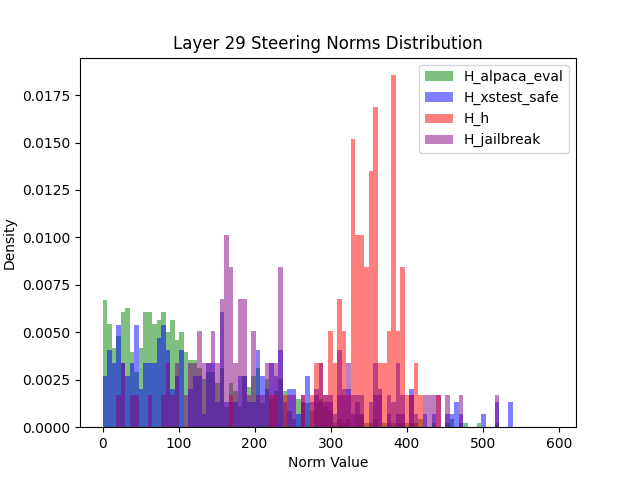 Layer 29 Steering Norms Distribution
H_alpaca_eval
H_xstest_safe
H_h
H_jailbreak
0.0175
0.0150
0.0125
0.0100
0.0075
0.0050
0.0025
0.0000
Density
0 100 200 300 400 500 600
Norm Value